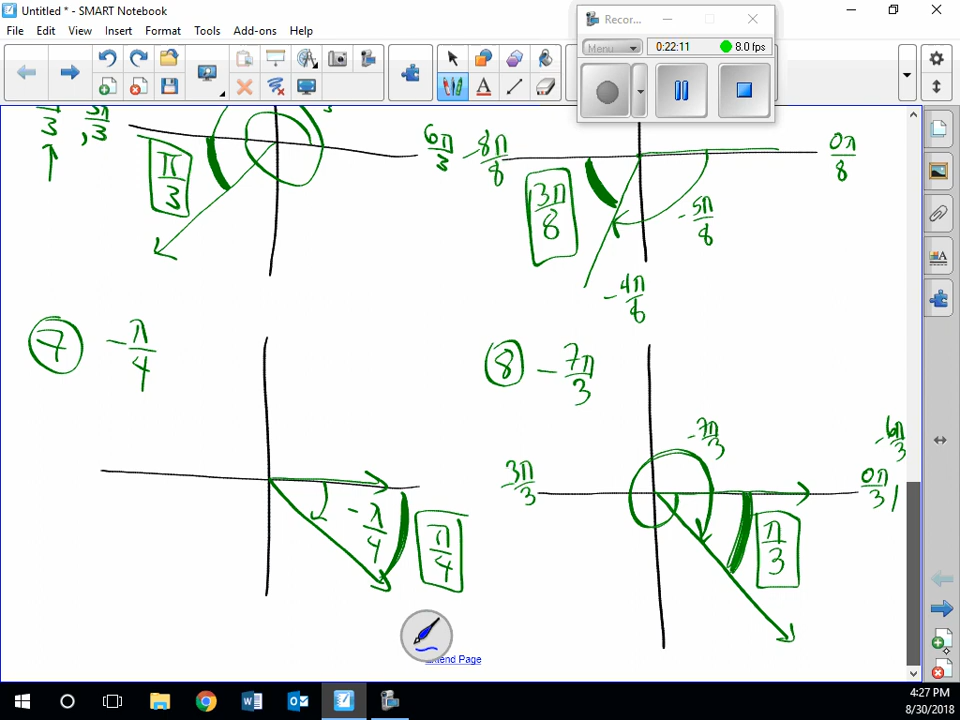 Untitled * - SMART Notebook
Recor...
File Edit View Insert Format Tools Add-ons Help
Menu
0:22:11
8.0 fps
π/3
6π/3
-8π/8
0π/8
3π/8
-5π/8
-4π/8
7 -π/4
8 -7π/3
-7π/3
-6π/3
-3π/3
0π/3
-π/4
π/4
π/3
Extend Page
4:27 PM
8/30/2018